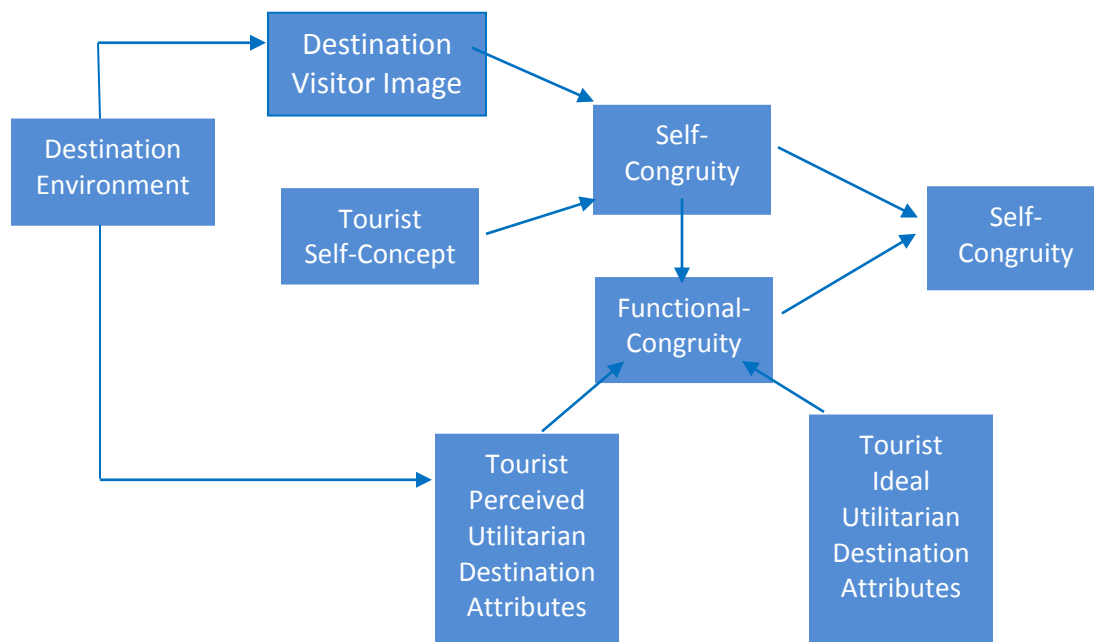 Destination
Visitor Image
Destination
Environment
Self-
Congruity
Tourist
Self-Concept
Self-
Congruity
Functional-
Congruity
Tourist
Perceived
Utilitarian
Destination
Attributes
Tourist
Ideal
Utilitarian
Destination
Attributes